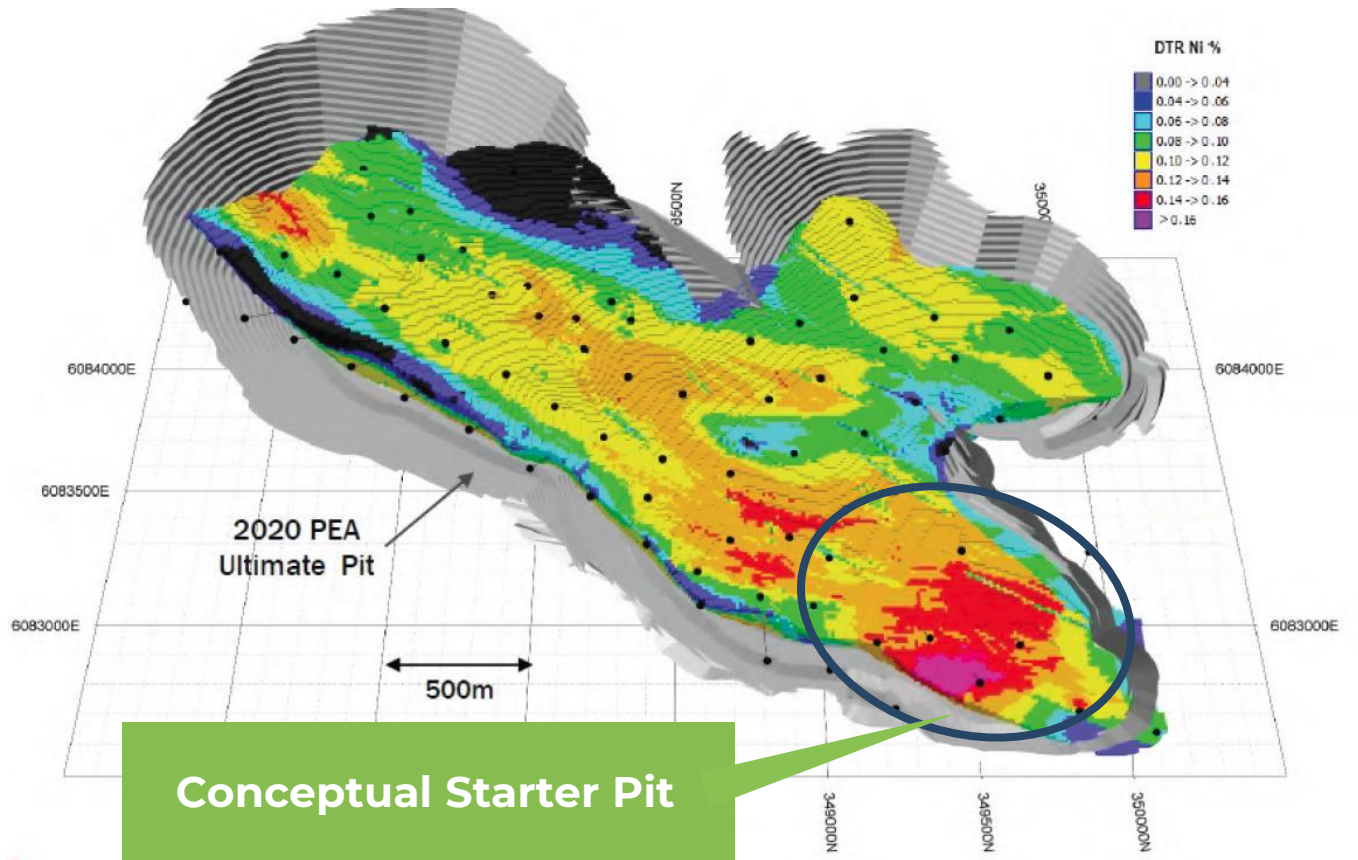 DTR Ni %
0.00 -> 0.04
0.04 -> 0.06
0.06 -> 0.08
0.08 -> 0.10
0.10 -> 0.12
0.12 -> 0.14
0.14 -> 0.16
> 0.16
6084000E
6084000E
6083500E
2020 PEA
Ultimate Pit
6083000E
6083000E
500m
Conceptual Starter Pit
349000N
349500N
350000N